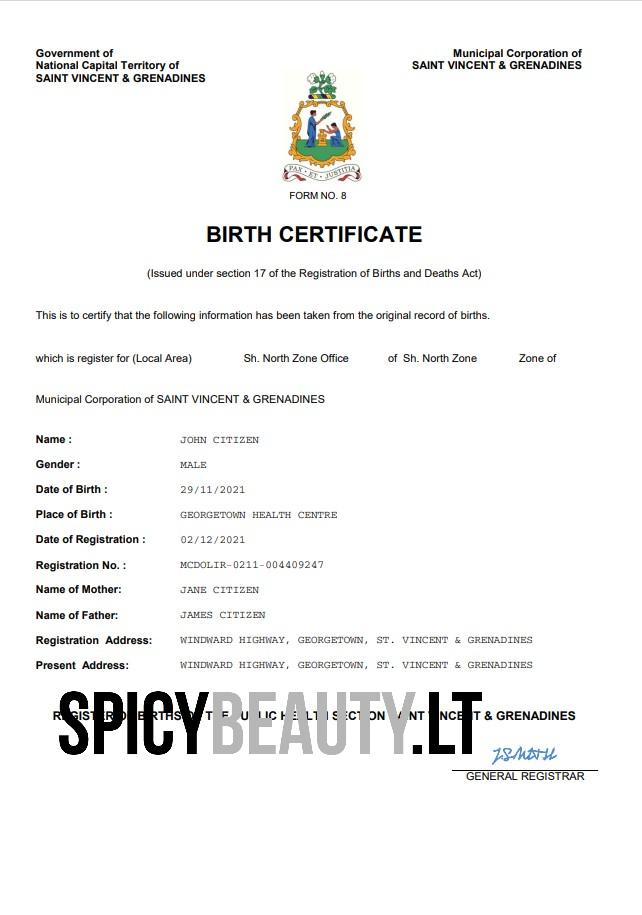 Government of
National Capital Territory of
SAINT VINCENT & GRENADINES
Municipal Corporation of
SAINT VINCENT & GRENADINES
PAX • ET • JUSTITIA
FORM NO. 8
BIRTH CERTIFICATE
(Issued under section 17 of the Registration of Births and Deaths Act)
This is to certify that the following information has been taken from the original record of births.
which is register for (Local Area) Sh. North Zone Office of Sh. North Zone Zone of
Municipal Corporation of SAINT VINCENT & GRENADINES
Name : JOHN CITIZEN
Gender : MALE
Date of Birth : 29/11/2021
Place of Birth : GEORGETOWN HEALTH CENTRE
Date of Registration : 02/12/2021
Registration No. : MCDOLIR-0211-004409247
Name of Mother: JANE CITIZEN
Name of Father: JAMES CITIZEN
Registration Address: WINDWARD HIGHWAY, GEORGETOWN, ST. VINCENT & GRENADINES
Present Address: WINDWARD HIGHWAY, GEORGETOWN, ST. VINCENT & GRENADINES
HEALTH SECTION SAINT VINCENT & GRENADINES
SPICYBEAUTY.LT
JSMITH
GENERAL REGISTRAR